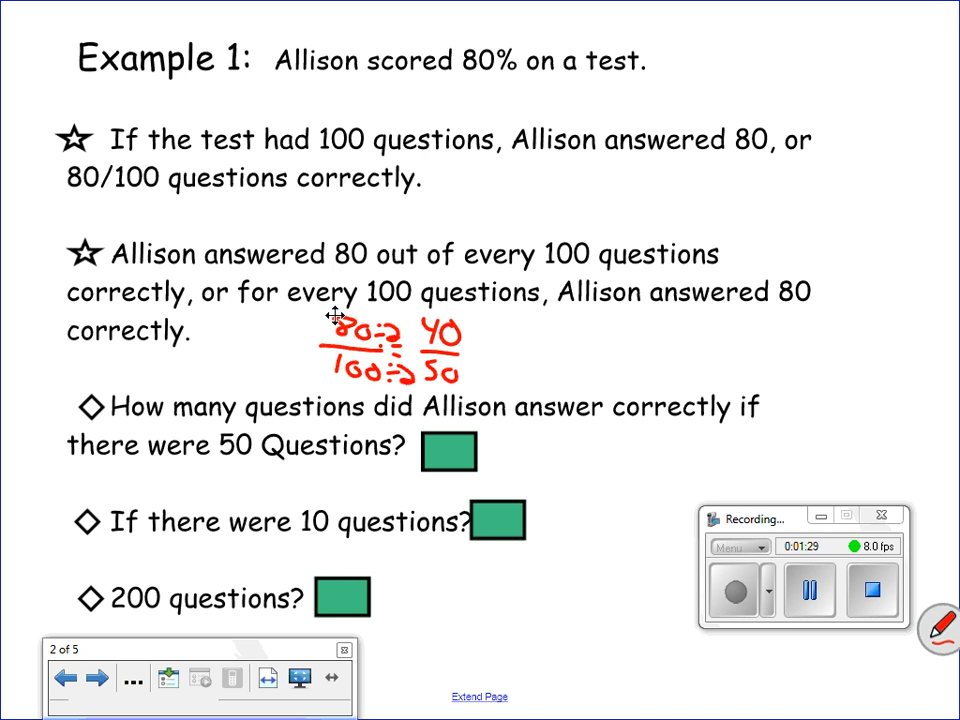 Example 1: Allison scored 80% on a test.
If the test had 100 questions, Allison answered 80, or
80/100 questions correctly.
Allison answered 80 out of every 100 questions
correctly, or for every 100 questions, Allison answered 80
correctly.
80÷2 = 40
100÷2 50
How many questions did Allison answer correctly if
there were 50 Questions?
If there were 10 questions?
200 questions?
Recording...
Menu
0:01:29
8.0 fps
2 of 5
...
Extend Page